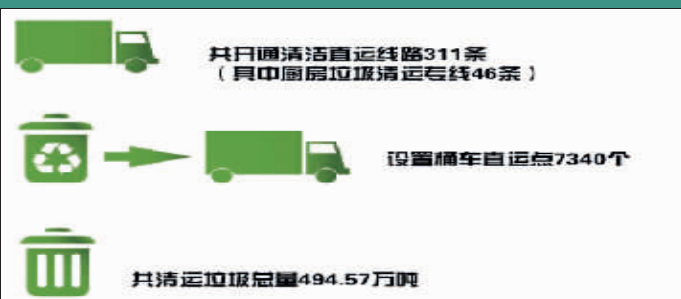 共开通清洁直运线路311条
（其中厨房垃圾清运专线46条）
设置桶车直运点7340个
共清运垃圾总量494.57万吨